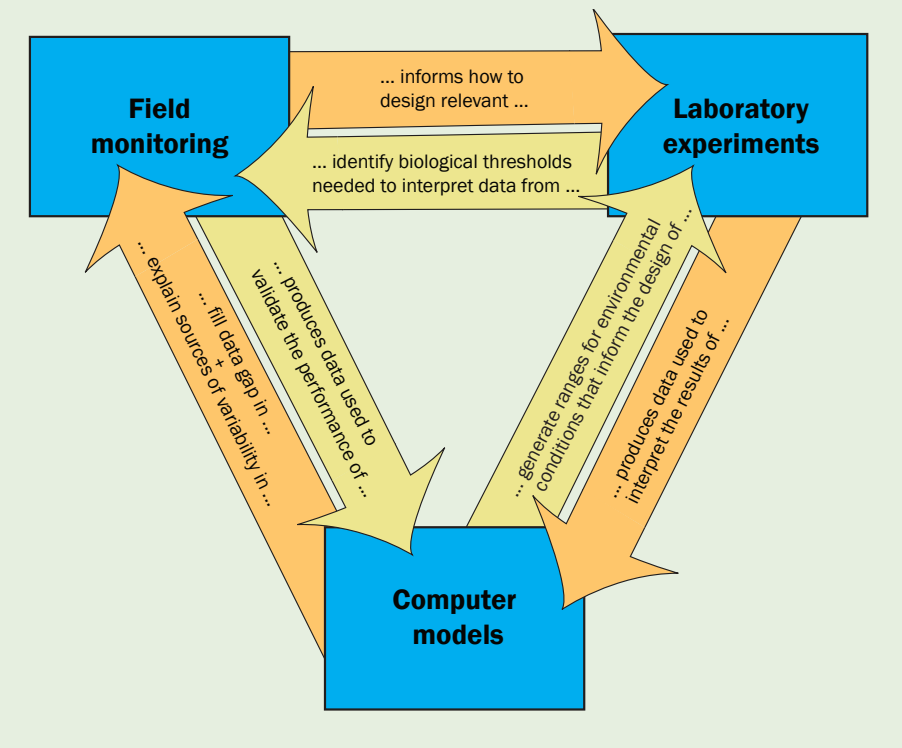 Field
monitoring
... informs how to
design relevant ...
Laboratory
experiments
... identify biological thresholds
needed to interpret data from ...
... explain sources of variability in ...
+
... fill data gap in ...
... produces data used to
validate the performance of ...
... generate ranges for environmental
conditions that inform the design of ...
... produces data used to
interpret the results of ...
Computer
models